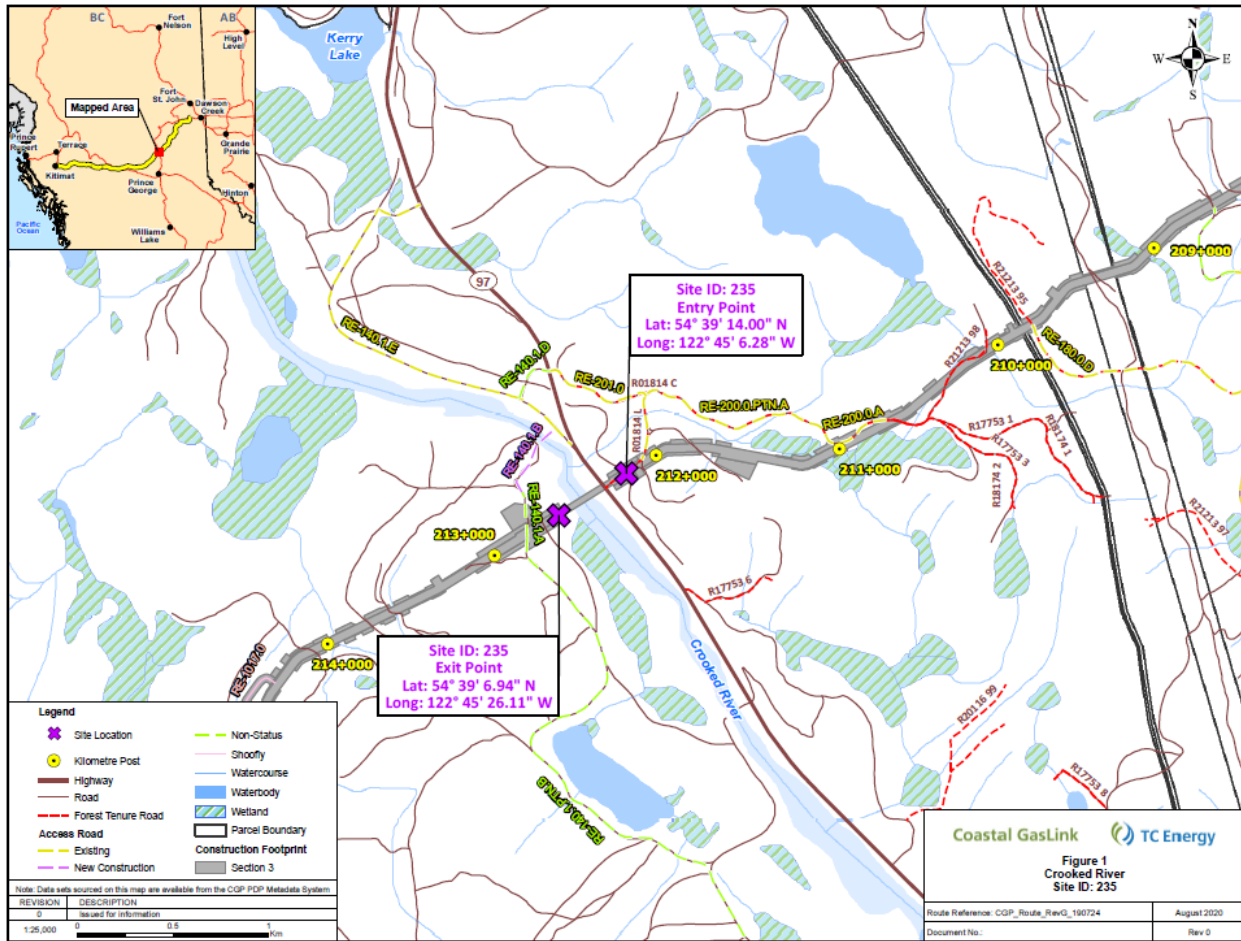 BC
AB
Fort
Nelson
High
Level
Mapped Area
Fort
St. John
Dawson
Creek
Grande
Prairie
Prince
Rupert
Terrace
Kitimat
Prince
George
Hinton
Pacific
Ocean
Williams
Lake
Kerry
Lake
N
W
E
S
97
209+000
R21213 95
Site ID: 235
Entry Point
Lat: 54° 39' 14.00" N
Long: 122° 45' 6.28" W
RE-140.1.E
RE-140.1.D
RE-201.0
R01814 C
R21213 98
210+000
RE-180.0.D
RE-200.0.PTN.A
RE-200.0.A
R01814 L
R17753 1
R18174 1
R17753 3
R18174 2
RE-140.1.B
212+000
211+000
RE-140.1.A
213+000
R21213 97
R17753 6
214+000
RE-1017.0
Site ID: 235
Exit Point
Lat: 54° 39' 6.94" N
Long: 122° 45' 26.11" W
Crooked River
R20116 99
R17753 8
RE-140.1.PTN.B
Legend
Site Location
Kilometre Post
Highway
Road
Forest Tenure Road
Access Road
Existing
New Construction
Non-Status
Shoofly
Watercourse
Waterbody
Wetland
Parcel Boundary
Construction Footprint
Section 3
Note: Data sets sourced on this map are available from the CGP PDP Metadata System
REVISION DESCRIPTION
0 Issued for information
1:25,000
0 0.5 1
Km
Coastal GasLink TC Energy
Figure 1
Crooked River
Site ID: 235
Route Reference: CGP_Route_RevG_190724 August 2020
Document No.: Rev 0